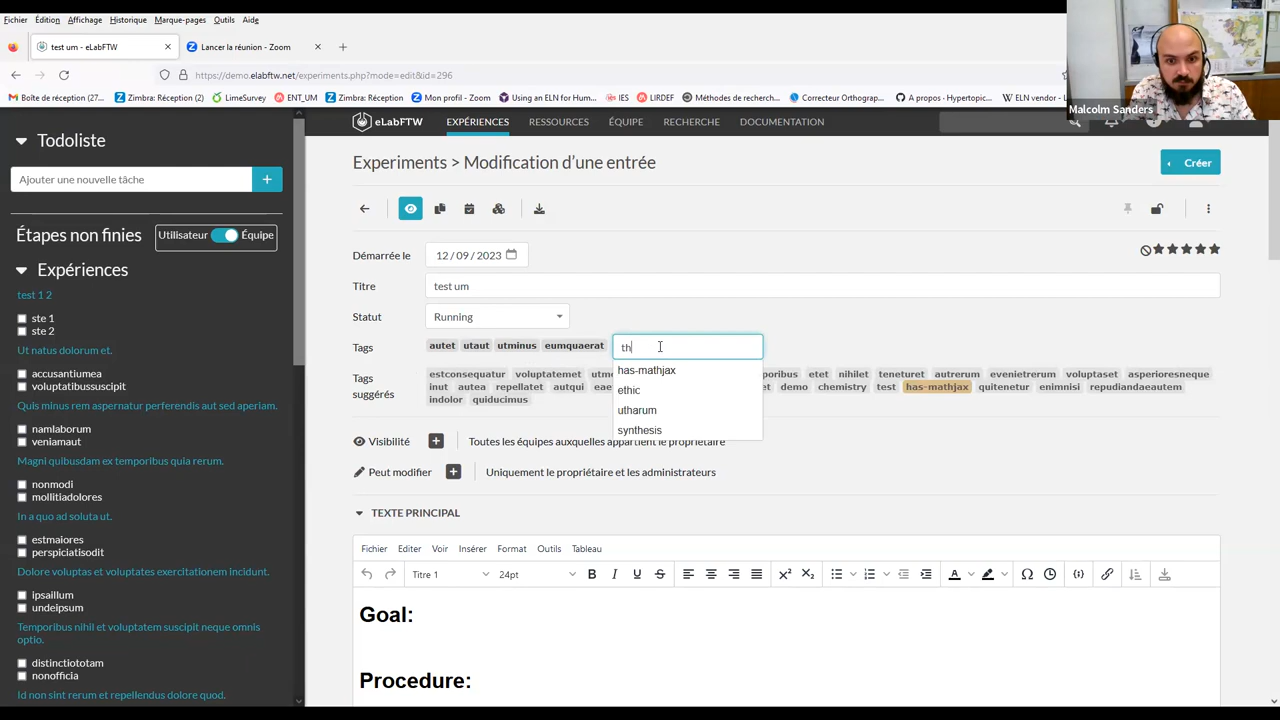 Fichier Édition Affichage Historique Marque-pages Outils Aide
test um - eLabFTW Lancer la réunion - Zoom
https://demo.elabftw.net/experiments.php?mode=edit&id=296
Boîte de réception (27... Zimbra: Réception (2) LimeSurvey ENT_UM Zimbra: Réception Mon profil - Zoom Using an ELN for Hum... IES LIRDEF Méthodes de recherc... Correcteur Orthograp... A propos · Hypertopic... ELN vendor - U
Malcolm Sanders
eLabFTW EXPÉRIENCES RESSOURCES ÉQUIPE RECHERCHE DOCUMENTATION
Todoliste
Ajouter une nouvelle tâche
Étapes non finies Utilisateur Équipe
Expériences
test 1 2
ste 1
ste 2
Ut natus dolorum et.
accusantiumea
voluptatibussuscipit
Quis minus rem aspernatur perferendis aut sed aperiam.
namlaborum
veniamaut
Magni quibusdam ex temporibus quia rerum.
nonmodi
mollitiadolores
In a quo ad soluta ut.
estmaiores
perspiciatisodit
Dolore voluptas et voluptates exercitationem incidunt.
ipsaillum
undeipsum
Temporibus nihil et voluptatem suscipit neque omnis
optio.
distinctiototam
nonofficia
Id non sint rerum et repellendus dolore quod.
Experiments > Modification d'une entrée
Créer
Démarrée le 12/09/2023
Titre test um
Statut Running
Tags autet utaut utminus eumquaerat th
has-mathjax
ethic
utharum
synthesis
Tags
suggérés
estconsequatur voluptatemet etet nihilet teneturet autrerum evenietrerum voluptaset asperioresneque
inut autea repellatet autqui demo chemistry test has-mathjax quitenetur enimnisi repudiandaeautem
indolor quiducimus
Visibilité Toutes les équipes auxquelles appartient le propriétaire
Peut modifier Uniquement le propriétaire et les administrateurs
TEXTE PRINCIPAL
Fichier Editer Voir Insérer Format Outils Tableau
Titre 1 24pt
Goal:
Procedure: